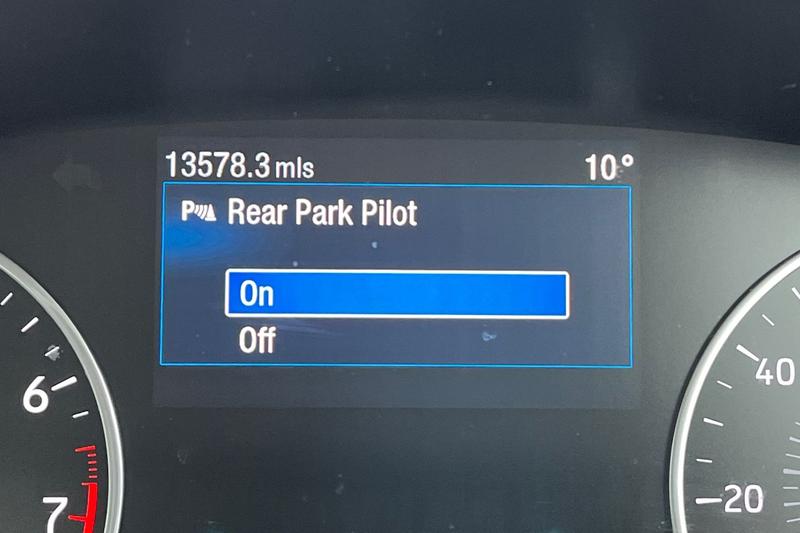 13578.3 mls 10°
P Rear Park Pilot
On
Off
6
7
40
20